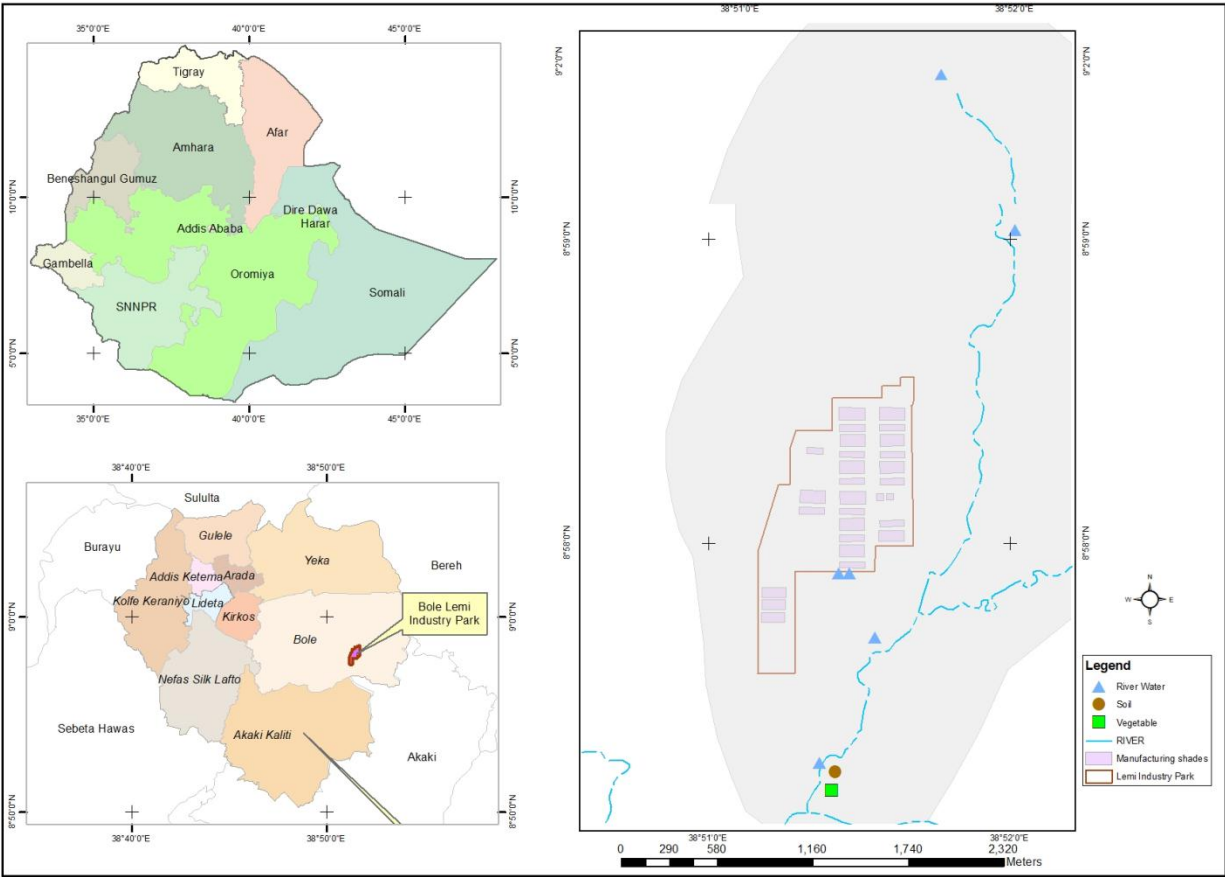 35°0'0"E 40°0'0"E 45°0'0"E
Tigray
Afar
Amhara
Beneshangul Gumuz
10°0'0"N 10°0'0"N
Dire Dawa
Harar
Addis Ababa
Gambella
Oromiya
Somali
SNNPR
5°0'0"N 5°0'0"N
35°0'0"E 40°0'0"E 45°0'0"E
38°40'0"E 38°50'0"E
Sululta
Gulele
Burayu
Yeka
Bereh
Addis Ketema Arada
Kolfe Keraniyo Lideta
Kirkos
9°0'0"N 9°0'0"N
Bole Lemi
Industry Park
Bole
Nefas Silk Lafto
Sebeta Hawas
Akaki Kaliti
Akaki
8°50'0"N 8°50'0"N
38°40'0"E 38°50'0"E
38°51'0"E 38°52'0"E
9°2'0"N 9°2'0"N
8°59'0"N 8°59'0"N
8°58'0"N 8°58'0"N
38°51'0"E 38°52'0"E
0 290 580 1,160 1,740 2,320
Meters
N
W E
S
Legend
River Water
Soil
Vegetable
RIVER
Manufacturing shades
Lemi Industry Park